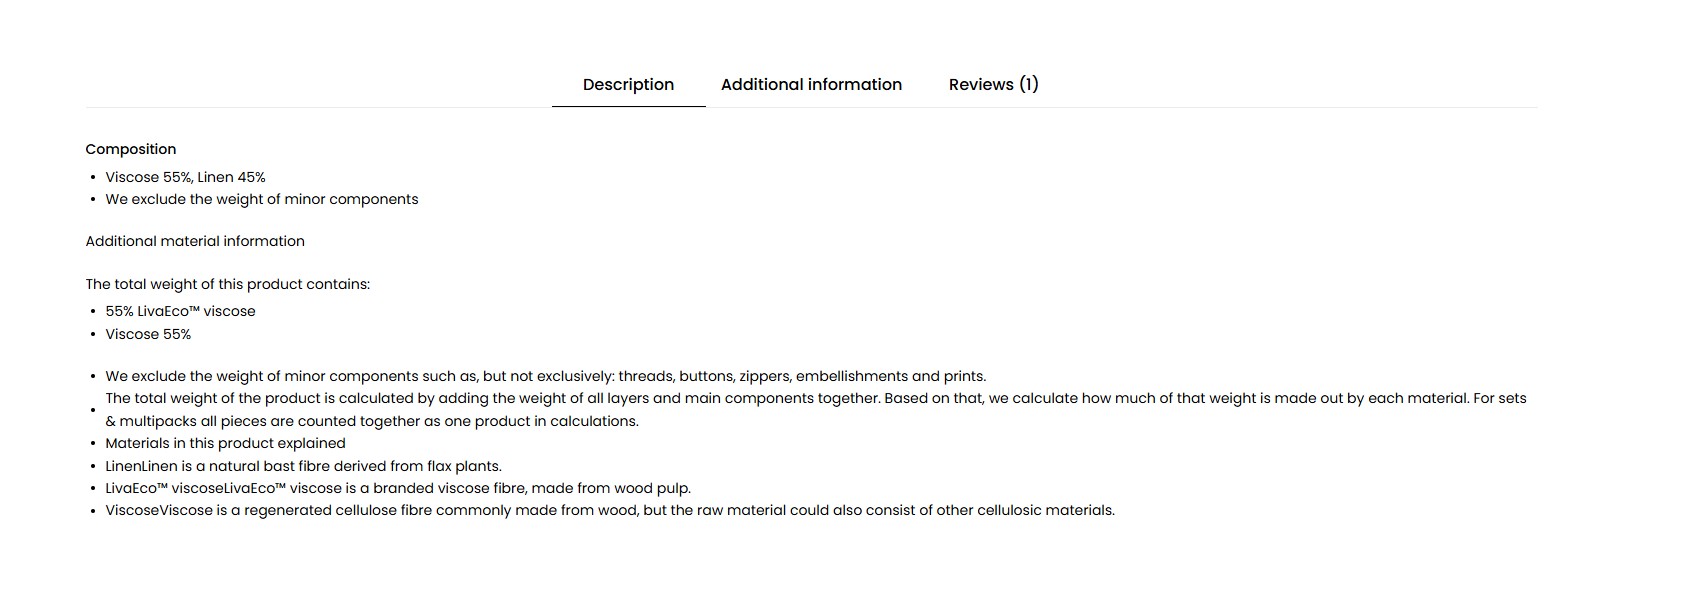 Description Additional information Reviews (1)
Composition
• Viscose 55%, Linen 45%
• We exclude the weight of minor components
Additional material information
The total weight of this product contains:
• 55% LivaEco™ viscose
• Viscose 55%
• We exclude the weight of minor components such as, but not exclusively: threads, buttons, zippers, embellishments and prints.
• The total weight of the product is calculated by adding the weight of all layers and main components together. Based on that, we calculate how much of that weight is made out by each material. For sets
& multipacks all pieces are counted together as one product in calculations.
• Materials in this product explained
• LinenLinen is a natural bast fibre derived from flax plants.
• LivaEco™ viscoseLivaEco™ viscose is a branded viscose fibre, made from wood pulp.
• ViscoseViscose is a regenerated cellulose fibre commonly made from wood, but the raw material could also consist of other cellulosic materials.